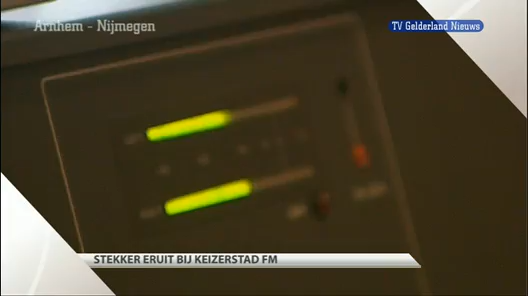 Arnhem - Nijmegen
TV Gelderland Nieuws
STEKKER ERUIT BIJ KEIZERSTAD FM